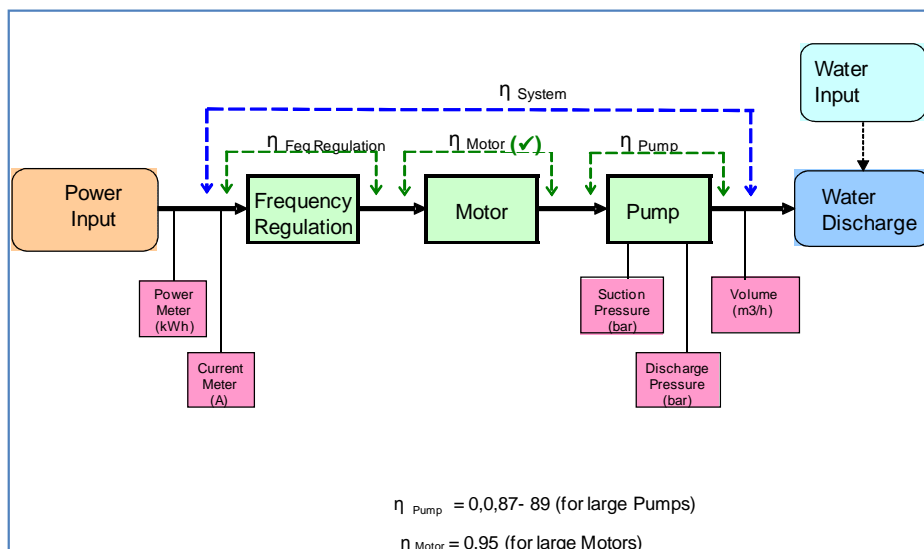 Water
Input
η System
η Feq Regulation
η Motor (✓)
η Pump
Power
Input
Frequency
Regulation
Motor
Pump
Water
Discharge
Power
Meter
(kWh)
Suction
Pressure
(bar)
Volume
(m3/h)
Current
Meter
(A)
Discharge
Pressure
(bar)
η Pump = 0,0,87- 89 (for large Pumps)
η Motor = 0,95 (for large Motors)